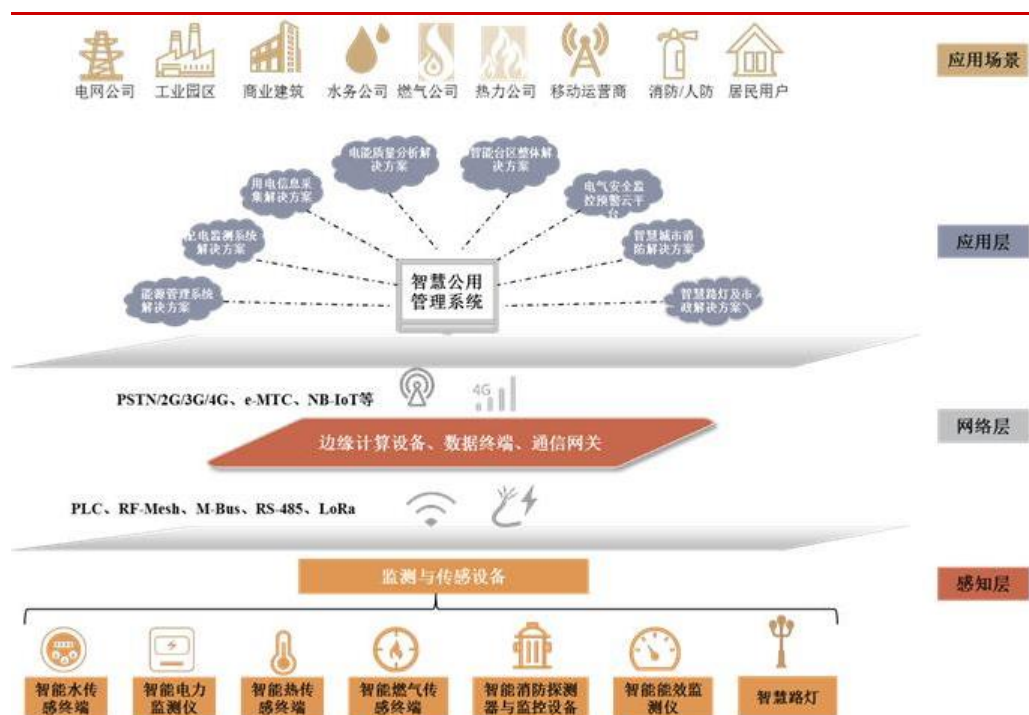 电网公司 工业园区 商业建筑 水务公司 燃气公司 热力公司 移动运营商 消防/人防 居民用户
应用场景
电能质量分析解
决方案
智能台区整体解
决方案
用电信息采
集解决方案
电气安全监
控预警云平
台
配电监测系统
解决方案
智慧城市消
防解决方案
能源管理系统
解决方案
智慧路灯及市
政解决方案
智慧公用
管理系统
应用层
PSTN/2G/3G/4G、e-MTC、NB-IoT等
4G
边缘计算设备、数据终端、通信网关
网络层
PLC、RF-Mesh、M-Bus、RS-485、LoRa
监测与传感设备
感知层
智能水传
感终端
智能电力
监测仪
智能热传
感终端
智能燃气传
感终端
智能消防探测
器与监控设备
智能能效监
测仪
智慧路灯